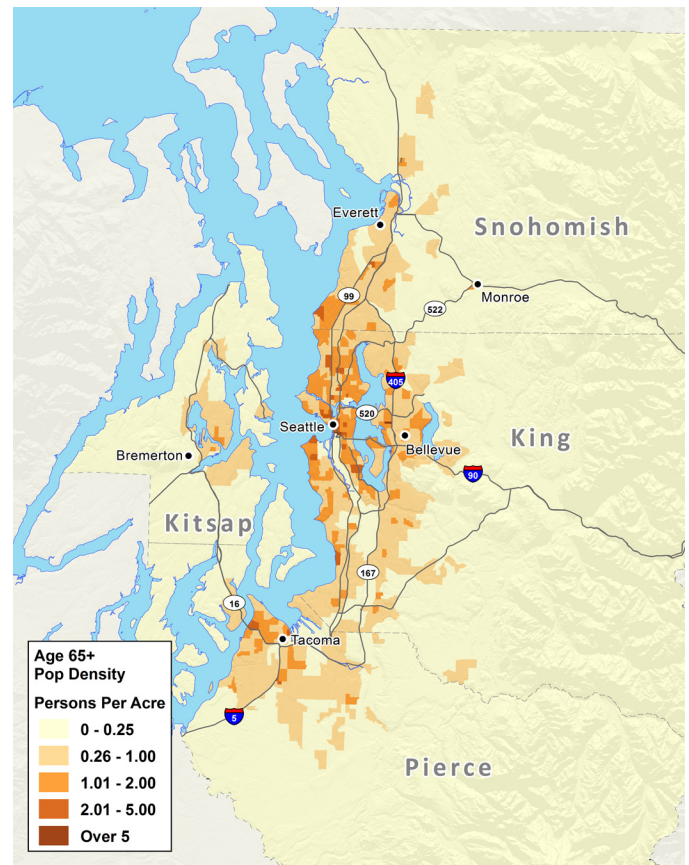 Everett
Snohomish
Monroe
99
522
405
520
Seattle
Bellevue
King
Bremerton
90
Kitsap
167
16
Tacoma
5
Pierce
Age 65+
Pop Density
Persons Per Acre
0 - 0.25
0.26 - 1.00
1.01 - 2.00
2.01 - 5.00
Over 5